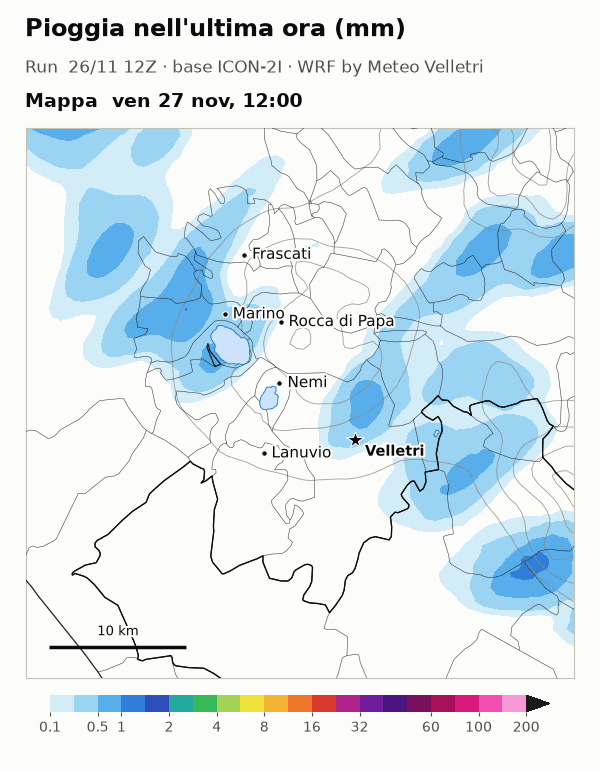 Pioggia nell'ultima ora (mm)
Run  26/11 12Z · base ICON-2I · WRF by Meteo Velletri
Mappa  ven 27 nov, 12:00
Frascati
Marino
Rocca di Papa
Nemi
Velletri
Lanuvio
10 km
0.1 0.5 1 2 4 8 16 32 60 100 200